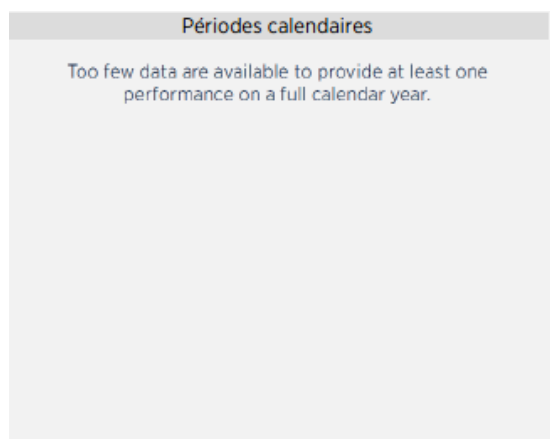 Périodes calendaires
Too few data are available to provide at least one
performance on a full calendar year.